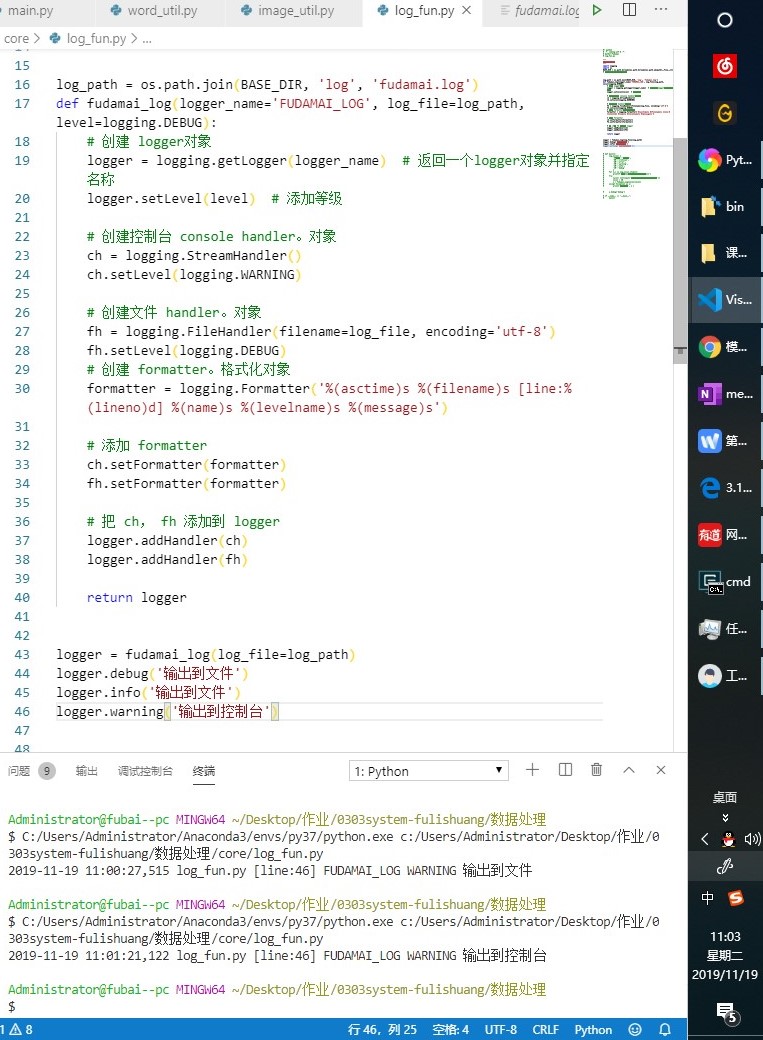 main.py word_util.py image_util.py log_fun.py fudamai.log
core > log_fun.py > ...
15
16 log_path = os.path.join(BASE_DIR, 'log', 'fudamai.log')
17 def fudamai_log(logger_name='FUDAMAI_LOG', log_file=log_path,
level=logging.DEBUG):
18 # 创建 logger对象
19 logger = logging.getLogger(logger_name) # 返回一个logger对象并指定
名称
20 logger.setLevel(level) # 添加等级
21
22 # 创建控制台 console handler。对象
23 ch = logging.StreamHandler()
24 ch.setLevel(logging.WARNING)
25
26 # 创建文件 handler。对象
27 fh = logging.FileHandler(filename=log_file, encoding='utf-8')
28 fh.setLevel(logging.DEBUG)
29 # 创建 formatter。格式化对象
30 formatter = logging.Formatter('%(asctime)s %(filename)s [line:%
(lineno)d] %(name)s %(levelname)s %(message)s')
31
32 # 添加 formatter
33 ch.setFormatter(formatter)
34 fh.setFormatter(formatter)
35
36 # 把 ch， fh 添加到 logger
37 logger.addHandler(ch)
38 logger.addHandler(fh)
39
40 return logger
41
42
43 logger = fudamai_log(log_file=log_path)
44 logger.debug('输出到文件')
45 logger.info('输出到文件')
46 logger.warning('输出到控制台')
47
48
问题 9 输出 调试控制台 终端 1: Python
Administrator@fubai--pc MINGW64 ~/Desktop/作业/0303system-fulishuang/数据处理
$ C:/Users/Administrator/Anaconda3/envs/py37/python.exe c:/Users/Administrator/Desktop/作业/0
303system-fulishuang/数据处理/core/log_fun.py
2019-11-19 11:00:27,515 log_fun.py [line:46] FUDAMAI_LOG WARNING 输出到文件
Administrator@fubai--pc MINGW64 ~/Desktop/作业/0303system-fulishuang/数据处理
$ C:/Users/Administrator/Anaconda3/envs/py37/python.exe c:/Users/Administrator/Desktop/作业/0
303system-fulishuang/数据处理/core/log_fun.py
2019-11-19 11:01:21,122 log_fun.py [line:46] FUDAMAI_LOG WARNING 输出到控制台
Administrator@fubai--pc MINGW64 ~/Desktop/作业/0303system-fulishuang/数据处理
$
1 8 行 46，列 25 空格: 4 UTF-8 CRLF Python
Pyt...
bin
课...
Vis...
模...
N me...
W 第...
3.1...
有道 网...
C:\. cmd
任...
工...
桌面
中 S
11:03
星期二
2019/11/19
5